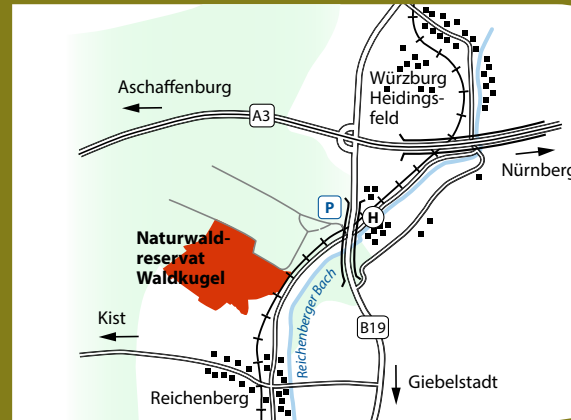 Aschaffenburg
A3
Würzburg
Heidings-
feld
Nürnberg
P
H
Naturwald-
reservat
Waldkugel
Reichenberger Bach
Kist
B19
Reichenberg
Giebelstadt